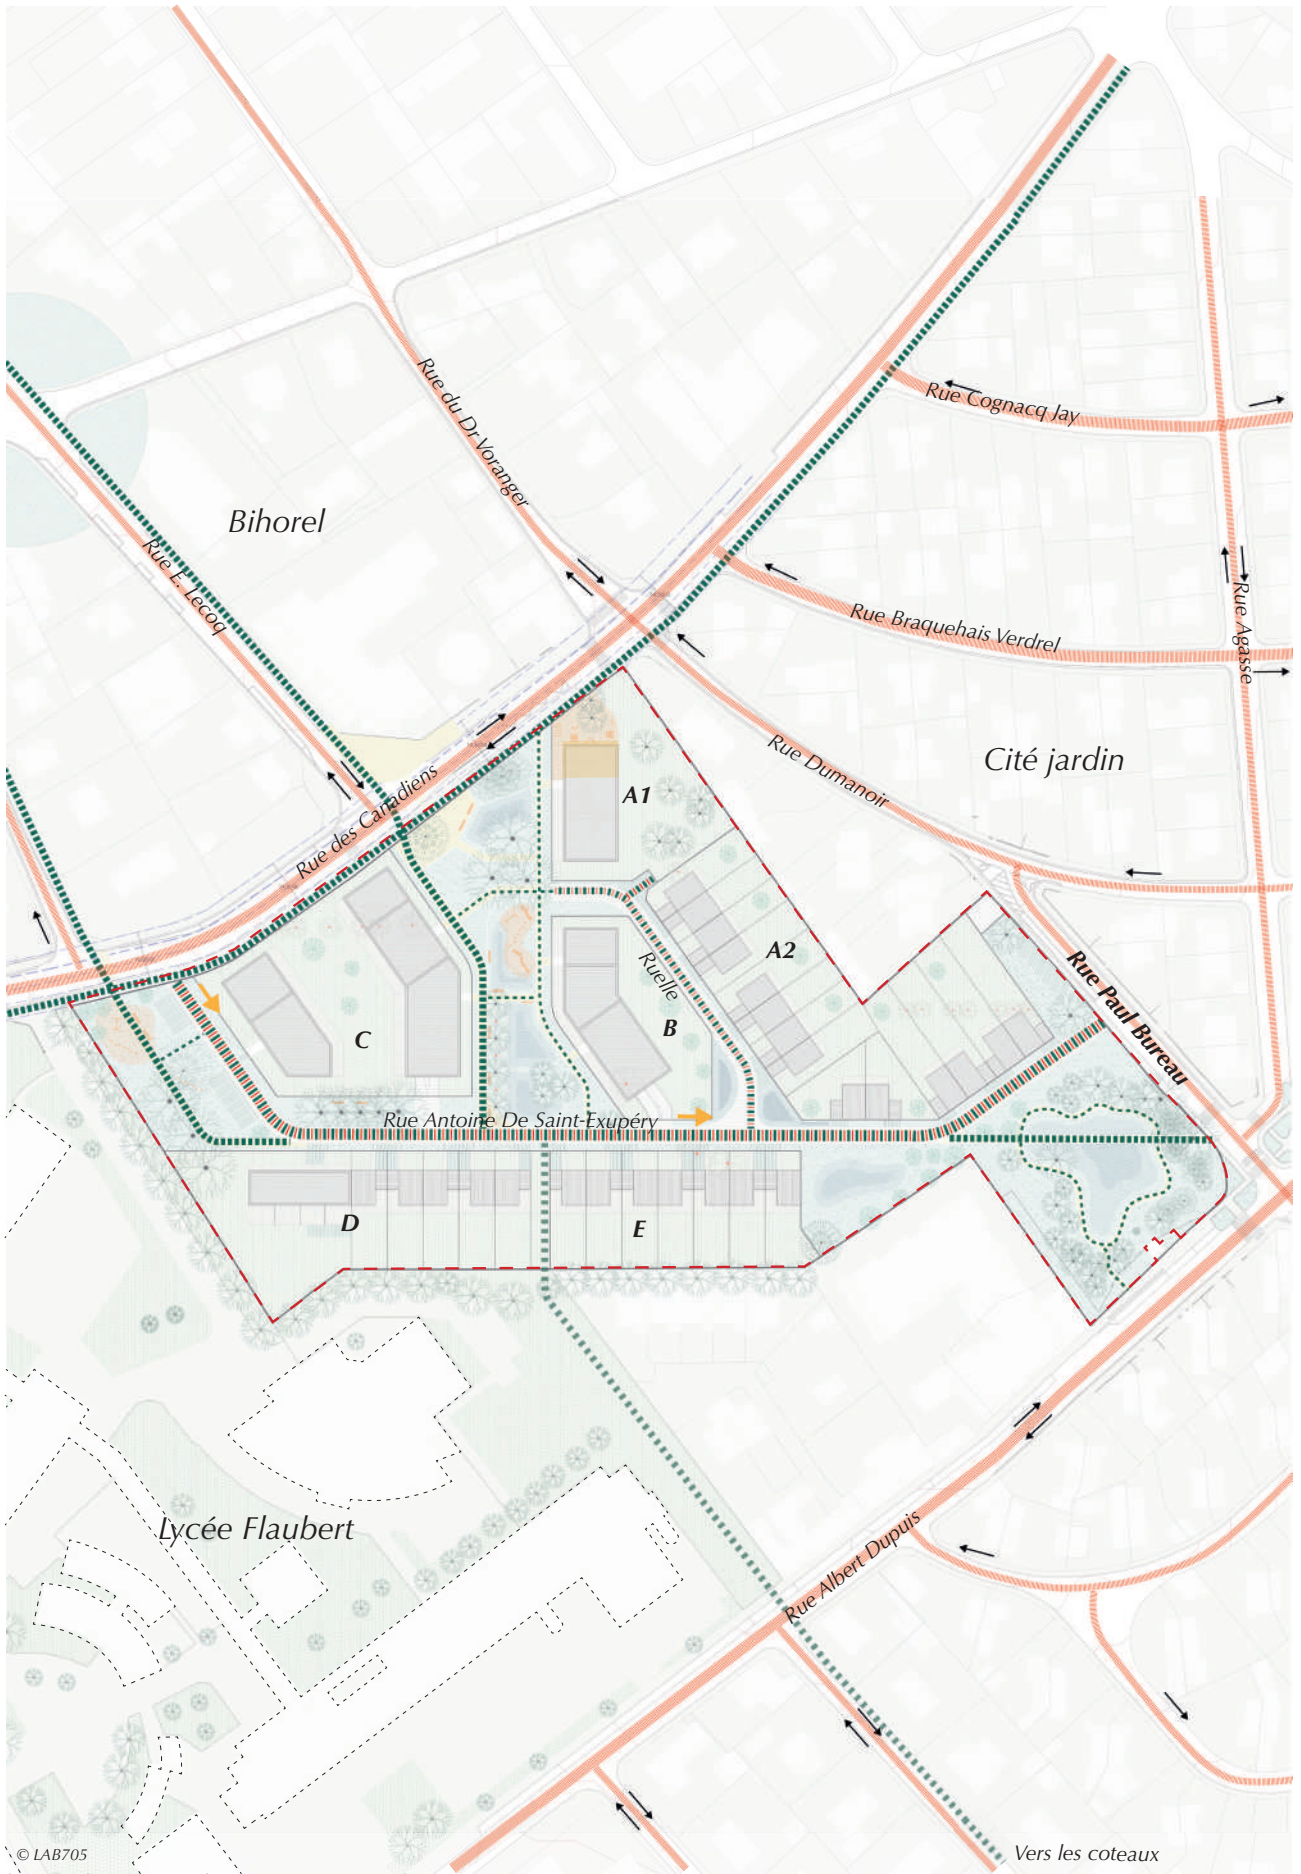 Rue du Dr Voranger
Rue Cognacq Jay
Bihorel
Rue E. Lecoq
Rue Braquehais Verdrel
Rue Agasse
Cité jardin
Rue Dumanoir
Rue des Canadiens
A1
A2
Ruelle
Rue Paul Bureau
B
C
Rue Antoine De Saint-Exupéry
D
E
Lycée Flaubert
Rue Albert Dupuis
Vers les coteaux
© LAB705